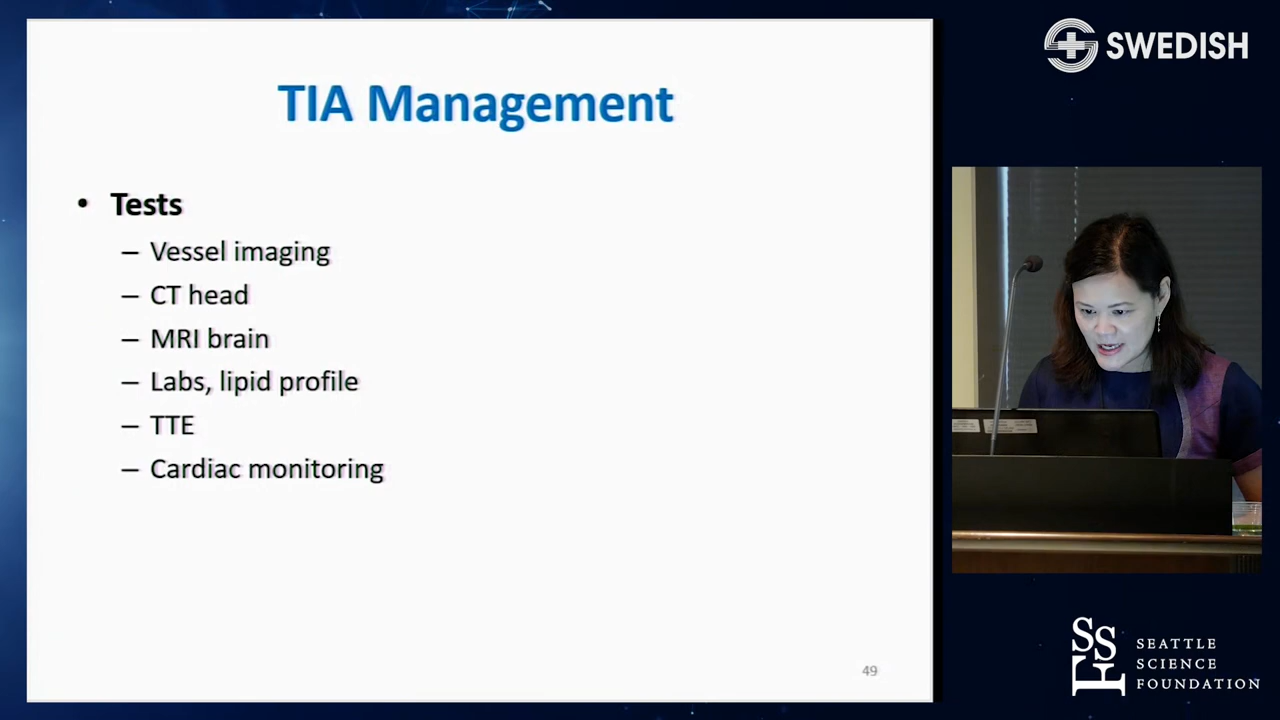 TIA Management
• Tests
– Vessel imaging
– CT head
– MRI brain
– Labs, lipid profile
– TTE
– Cardiac monitoring
49
SWEDISH
SSF
SEATTLE
SCIENCE
FOUNDATION